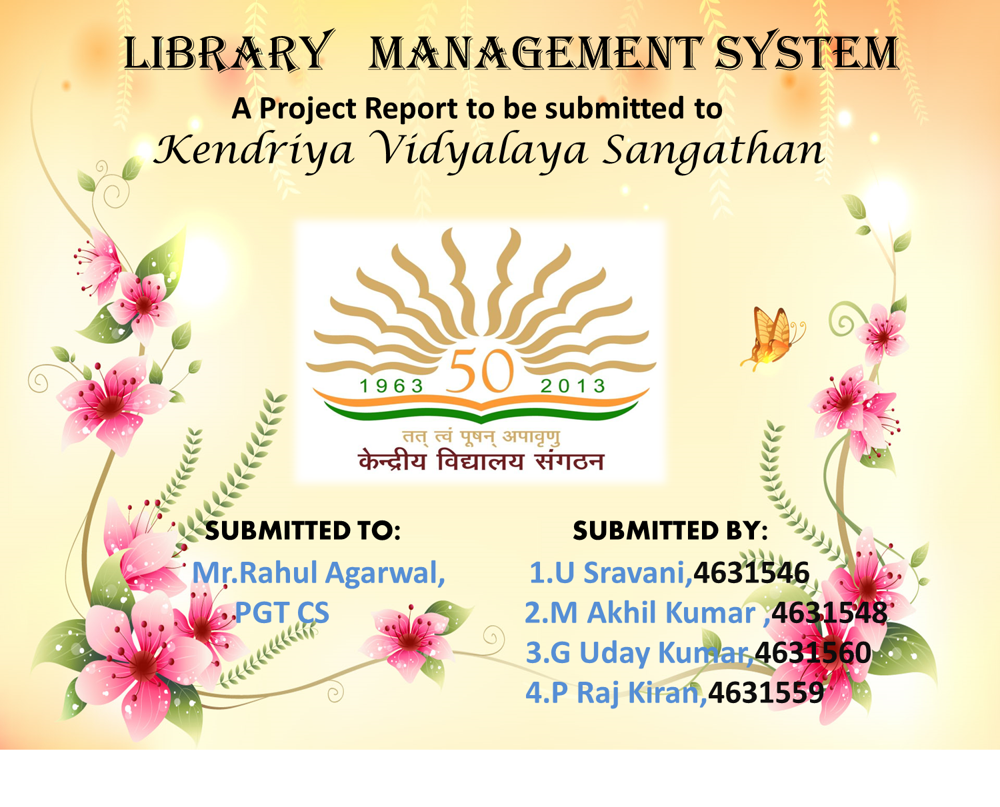 LIBRARY MANAGEMENT SYSTEM
A Project Report to be submitted to
Kendriya Vidyalaya Sangathan
50
1963 2013
तत् त्वं पूषन् अपावृणु
केन्द्रीय विद्यालय संगठन
SUBMITTED TO:
Mr.Rahul Agarwal,
PGT CS
SUBMITTED BY:
1.U Sravani,4631546
2.M Akhil Kumar ,4631548
3.G Uday Kumar,4631560
4.P Raj Kiran,4631559